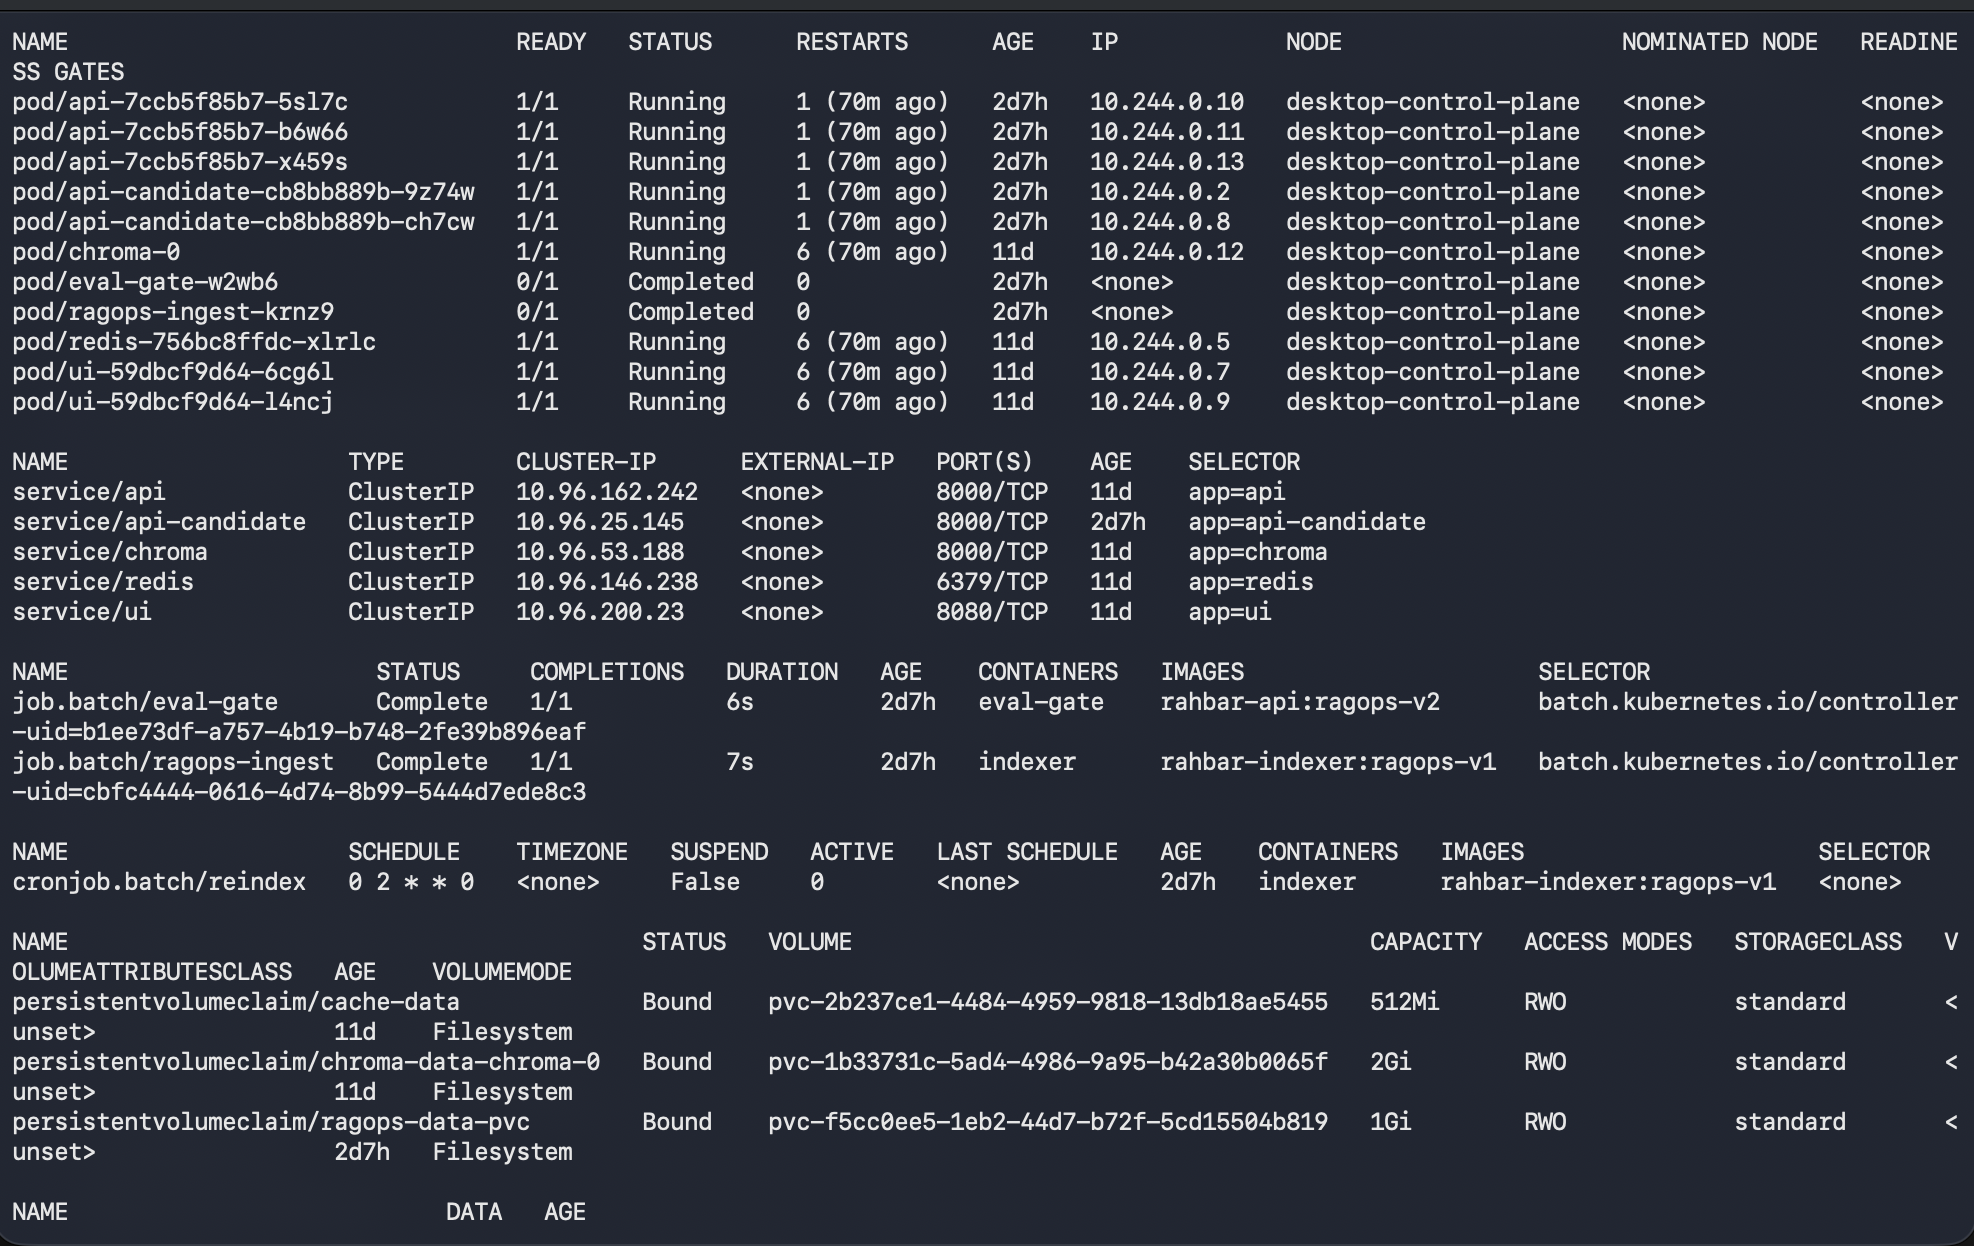 NAME                                READY   STATUS      RESTARTS      AGE    IP            NODE                    NOMINATED NODE   READINE
SS GATES
pod/api-7ccb5f85b7-5sl7c            1/1     Running     1 (70m ago)   2d7h   10.244.0.10   desktop-control-plane   <none>           <none>
pod/api-7ccb5f85b7-b6w66            1/1     Running     1 (70m ago)   2d7h   10.244.0.11   desktop-control-plane   <none>           <none>
pod/api-7ccb5f85b7-x459s            1/1     Running     1 (70m ago)   2d7h   10.244.0.13   desktop-control-plane   <none>           <none>
pod/api-candidate-cb8bb889b-9z74w   1/1     Running     1 (70m ago)   2d7h   10.244.0.2    desktop-control-plane   <none>           <none>
pod/api-candidate-cb8bb889b-ch7cw   1/1     Running     1 (70m ago)   2d7h   10.244.0.8    desktop-control-plane   <none>           <none>
pod/chroma-0                        1/1     Running     6 (70m ago)   11d    10.244.0.12   desktop-control-plane   <none>           <none>
pod/eval-gate-w2wb6                 0/1     Completed   0             2d7h   <none>        desktop-control-plane   <none>           <none>
pod/ragops-ingest-krnz9             0/1     Completed   0             2d7h   <none>        desktop-control-plane   <none>           <none>
pod/redis-756bc8ffdc-xlrlc          1/1     Running     6 (70m ago)   11d    10.244.0.5    desktop-control-plane   <none>           <none>
pod/ui-59dbcf9d64-6cg6l             1/1     Running     6 (70m ago)   11d    10.244.0.7    desktop-control-plane   <none>           <none>
pod/ui-59dbcf9d64-l4ncj             1/1     Running     6 (70m ago)   11d    10.244.0.9    desktop-control-plane   <none>           <none>

NAME                    TYPE        CLUSTER-IP      EXTERNAL-IP   PORT(S)    AGE    SELECTOR
service/api             ClusterIP   10.96.162.242   <none>        8000/TCP   11d    app=api
service/api-candidate   ClusterIP   10.96.25.145    <none>        8000/TCP   2d7h   app=api-candidate
service/chroma          ClusterIP   10.96.53.188    <none>        8000/TCP   11d    app=chroma
service/redis           ClusterIP   10.96.146.238   <none>        6379/TCP   11d    app=redis
service/ui              ClusterIP   10.96.200.23    <none>        8080/TCP   11d    app=ui

NAME                      STATUS     COMPLETIONS   DURATION   AGE    CONTAINERS   IMAGES                     SELECTOR
job.batch/eval-gate       Complete   1/1           6s         2d7h   eval-gate    rahbar-api:ragops-v2       batch.kubernetes.io/controller
-uid=b1ee73df-a757-4b19-b748-2fe39b896eaf
job.batch/ragops-ingest   Complete   1/1           7s         2d7h   indexer      rahbar-indexer:ragops-v1   batch.kubernetes.io/controller
-uid=cbfc4444-0616-4d74-8b99-5444d7ede8c3

NAME                    SCHEDULE    TIMEZONE   SUSPEND   ACTIVE   LAST SCHEDULE   AGE    CONTAINERS   IMAGES                     SELECTOR
cronjob.batch/reindex   0 2 * * 0   <none>     False     0        <none>          2d7h   indexer      rahbar-indexer:ragops-v1   <none>

NAME                                         STATUS   VOLUME                                     CAPACITY   ACCESS MODES   STORAGECLASS   V
OLUMEATTRIBUTESCLASS   AGE    VOLUMEMODE
persistentvolumeclaim/cache-data             Bound    pvc-2b237ce1-4484-4959-9818-13db18ae5455   512Mi      RWO            standard       <
unset>                 11d    Filesystem
persistentvolumeclaim/chroma-data-chroma-0   Bound    pvc-1b33731c-5ad4-4986-9a95-b42a30b0065f   2Gi        RWO            standard       <
unset>                 11d    Filesystem
persistentvolumeclaim/ragops-data-pvc        Bound    pvc-f5cc0ee5-1eb2-44d7-b72f-5cd15504b819   1Gi        RWO            standard       <
unset>                 2d7h   Filesystem

NAME                           DATA   AGE